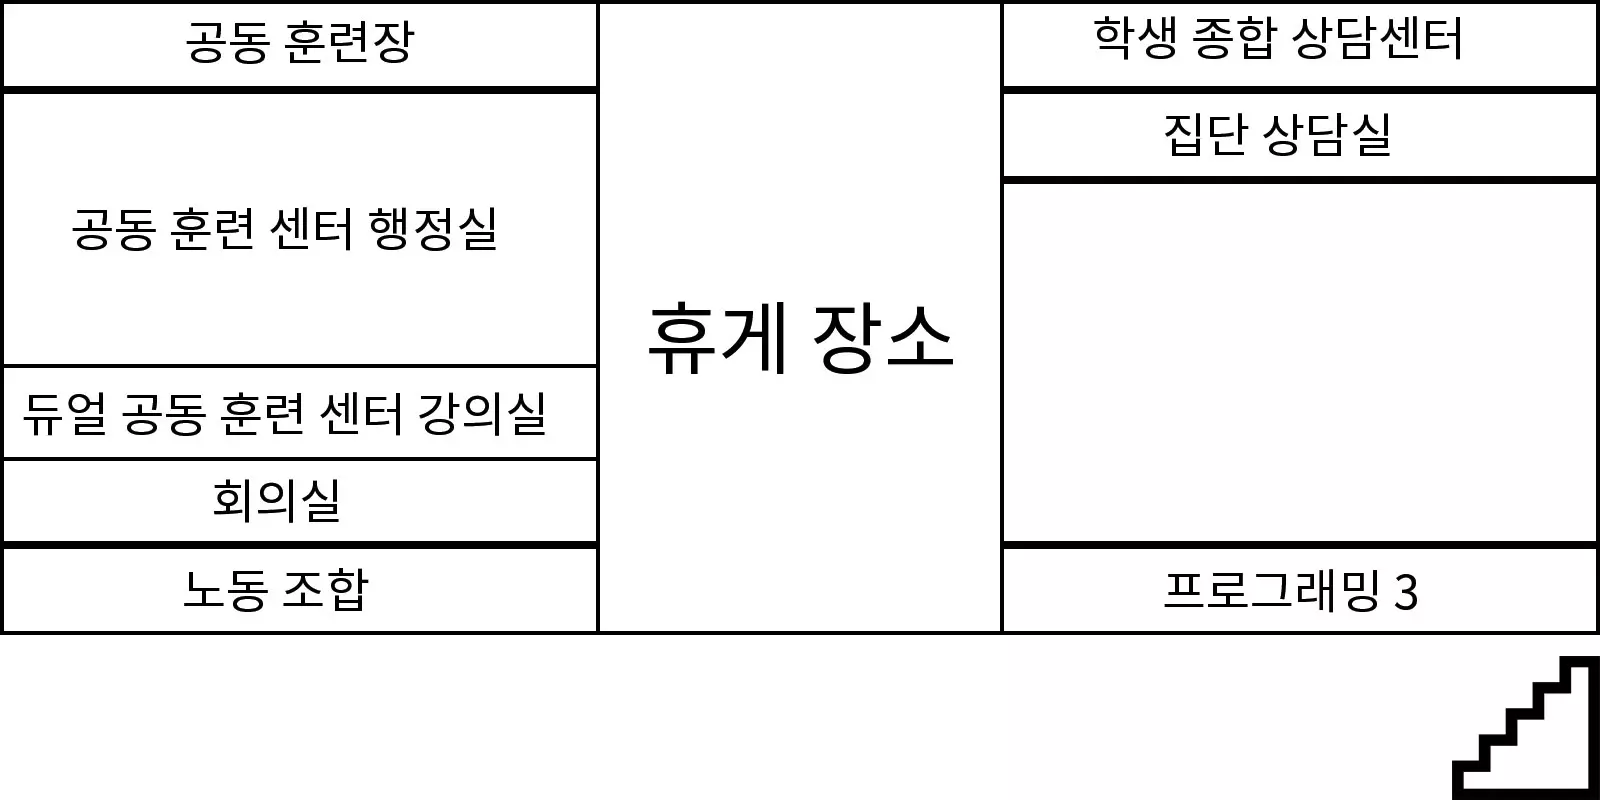 공동 훈련장
공동 훈련 센터 행정실
듀얼 공동 훈련 센터 강의실
회의실
노동 조합
휴게 장소
학생 종합 상담센터
집단 상담실
프로그래밍 3